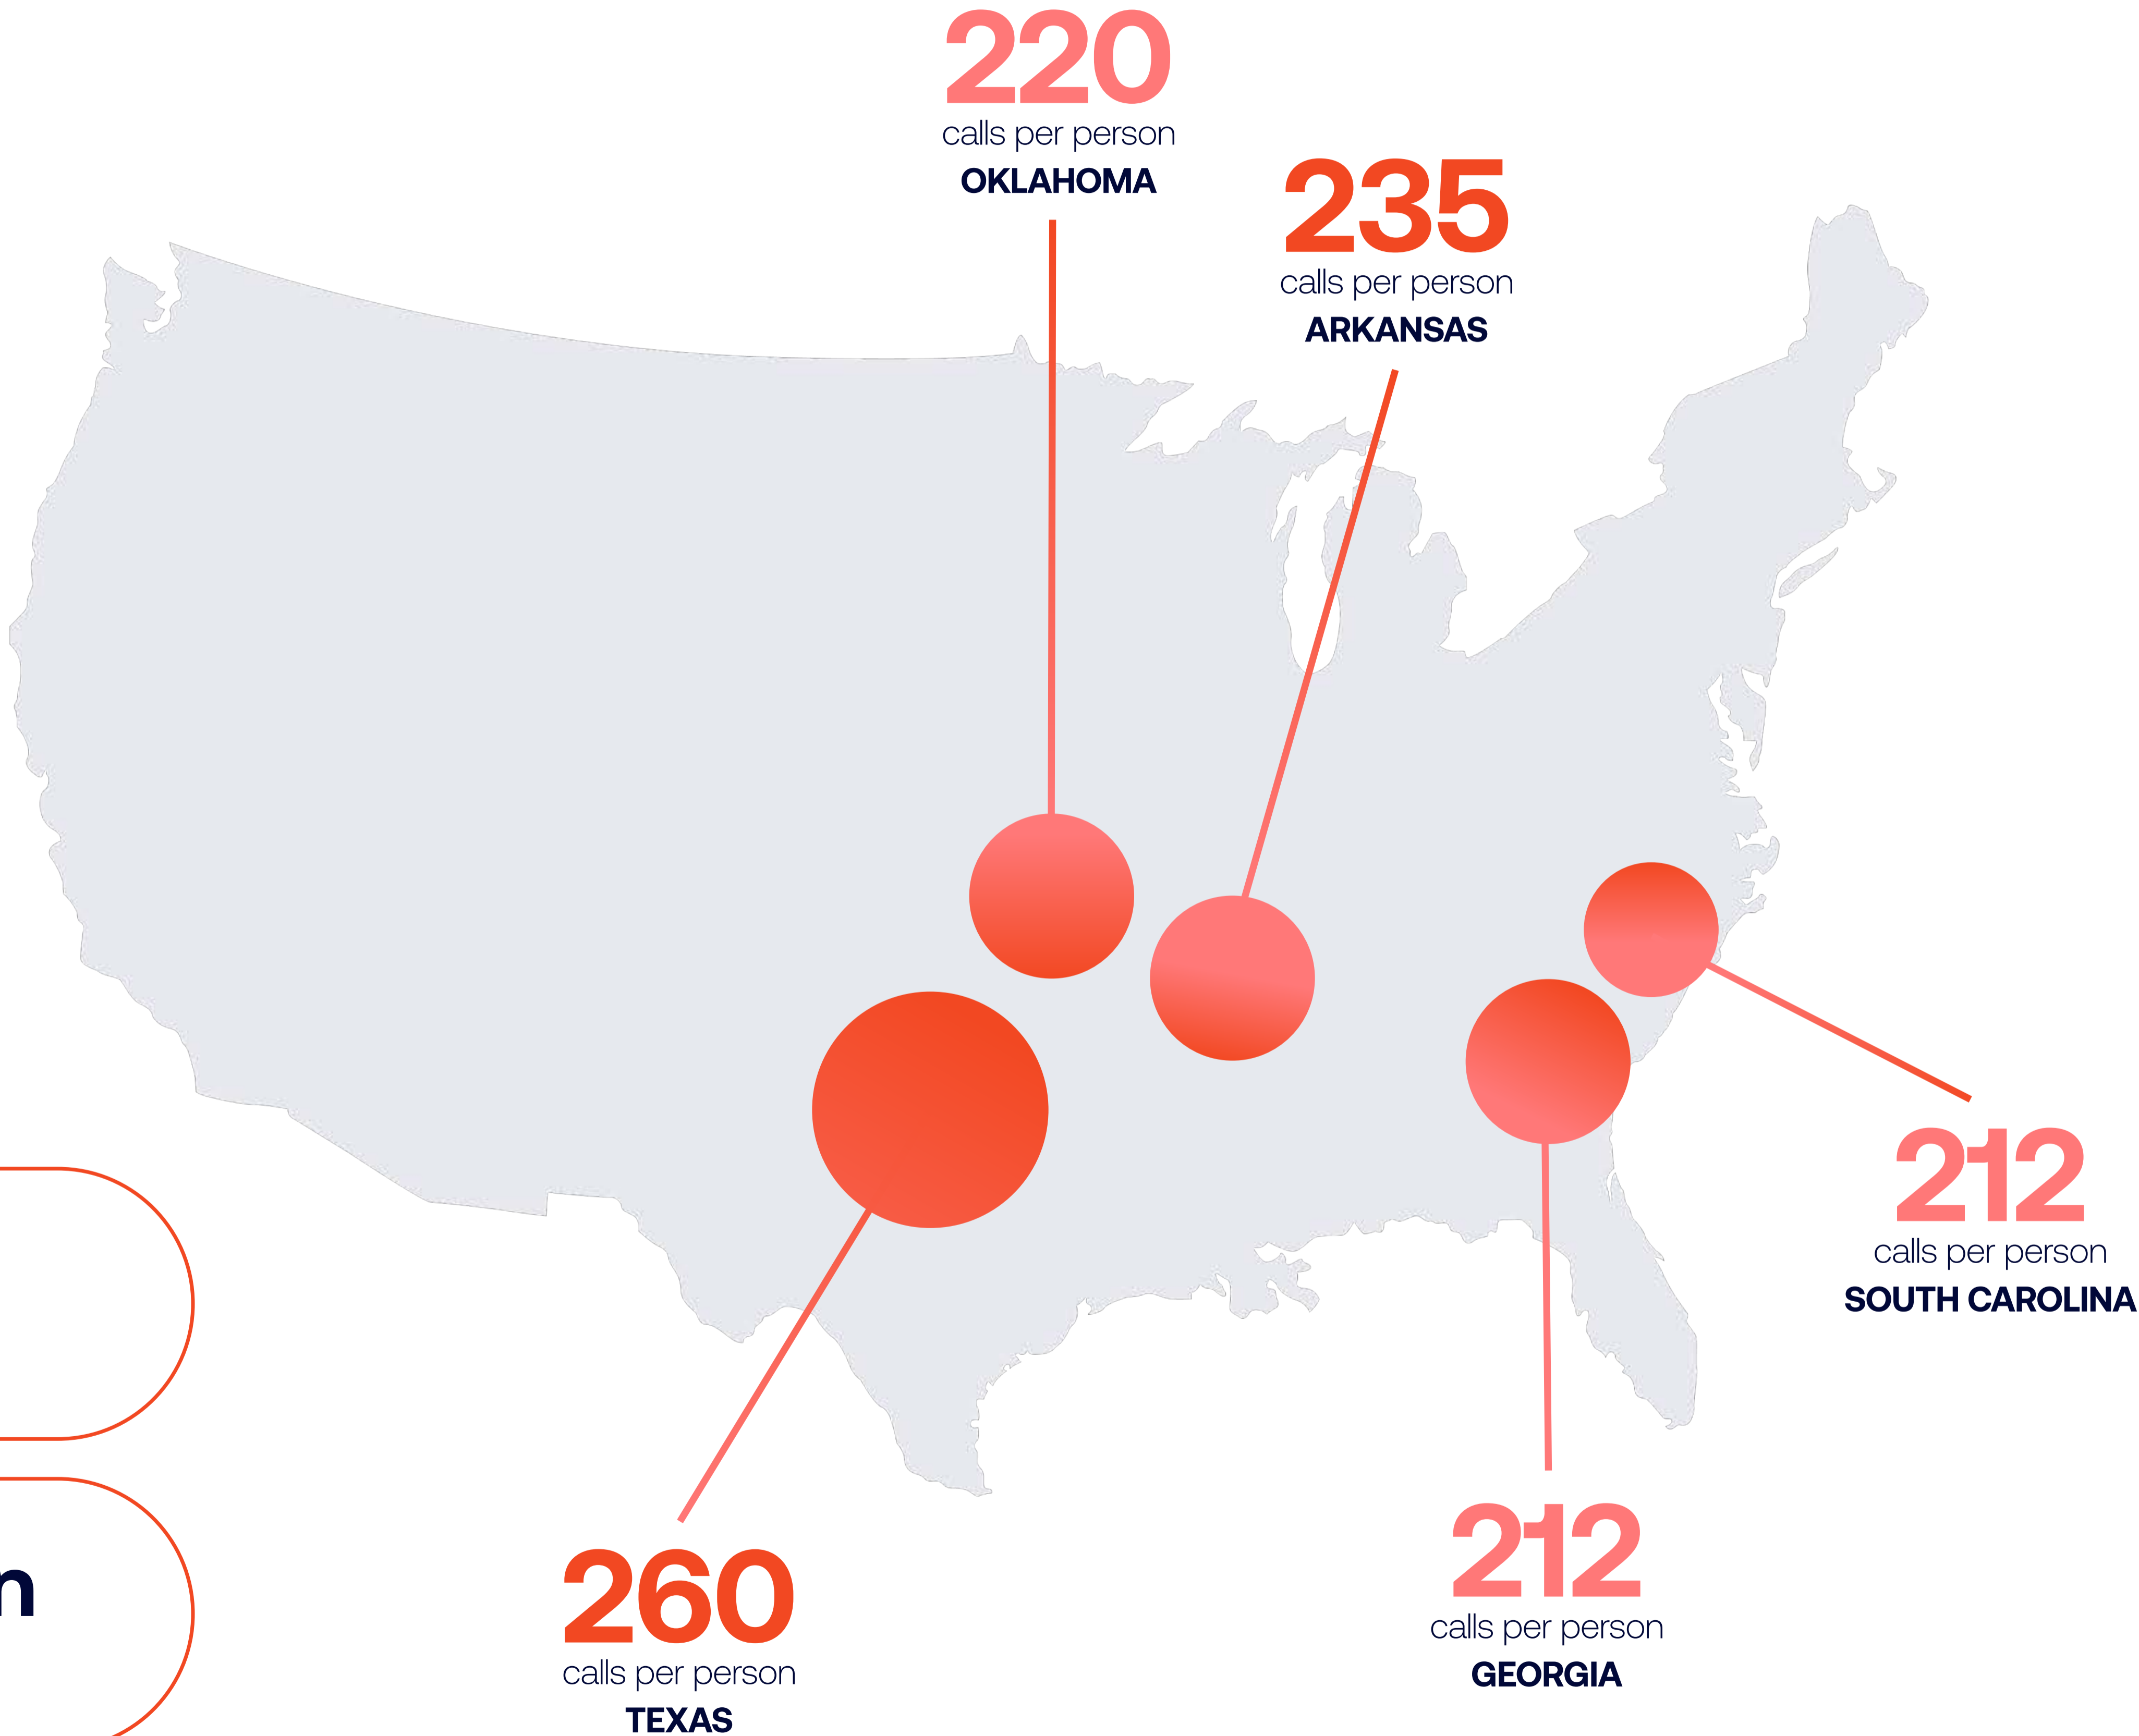 220
calls per person
OKLAHOMA
235
calls per person
ARKANSAS
212
calls per person
SOUTH CAROLINA
212
calls per person
GEORGIA
260
calls per person
TEXAS